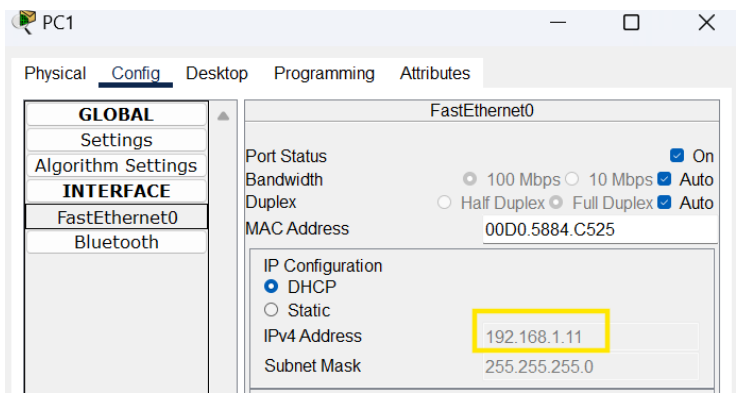 PC1
Physical Config Desktop Programming Attributes
GLOBAL
Settings
Algorithm Settings
INTERFACE
FastEthernet0
Bluetooth
FastEthernet0
Port Status On
Bandwidth 100 Mbps 10 Mbps Auto
Duplex Half Duplex Full Duplex Auto
MAC Address 00D0.5884.C525
IP Configuration
DHCP
Static
IPv4 Address 192.168.1.11
Subnet Mask 255.255.255.0